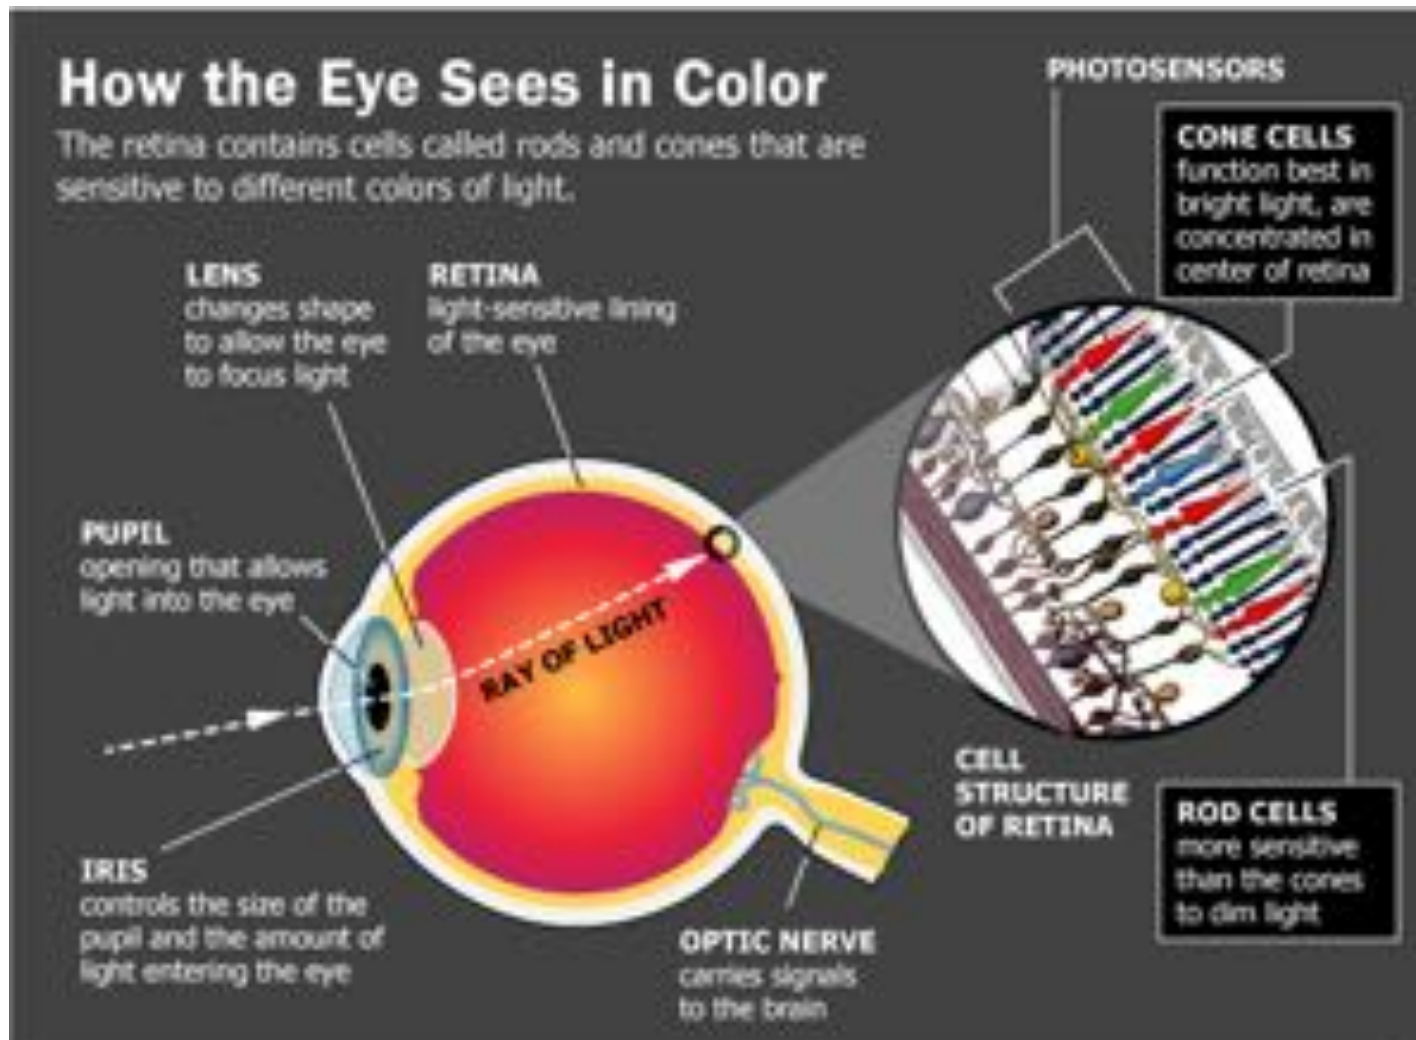 How the Eye Sees in Color
The retina contains cells called rods and cones that are
sensitive to different colors of light.
PHOTOSENSORS
CONE CELLS
function best in
bright light, are
concentrated in
center of retina
LENS
changes shape
to allow the eye
to focus light
RETINA
light-sensitive lining
of the eye
PUPIL
opening that allows
light into the eye
RAY OF LIGHT
IRIS
controls the size of the
pupil and the amount of
light entering the eye
OPTIC NERVE
carries signals
to the brain
CELL
STRUCTURE
OF RETINA
ROD CELLS
more sensitive
than the cones
to dim light